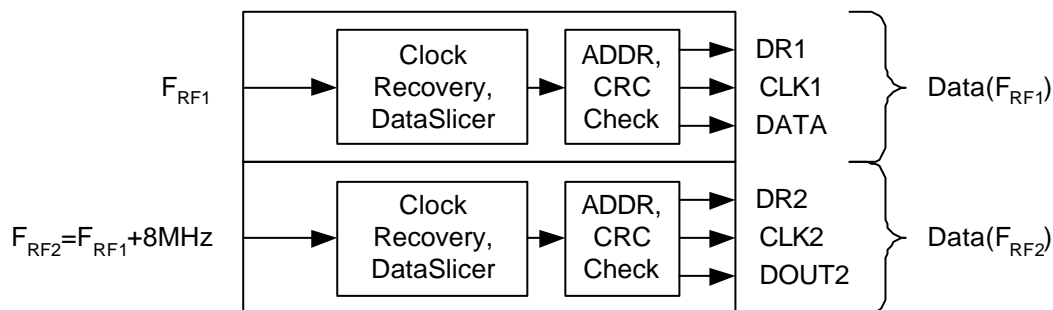 Clock
Recovery,
DataSlicer
ADDR,
CRC
Check
DR1
CLK1
DATA
F_RF1
Data(F_RF1)
Clock
Recovery,
DataSlicer
ADDR,
CRC
Check
DR2
CLK2
DOUT2
F_RF2=F_RF1+8MHz
Data(F_RF2)